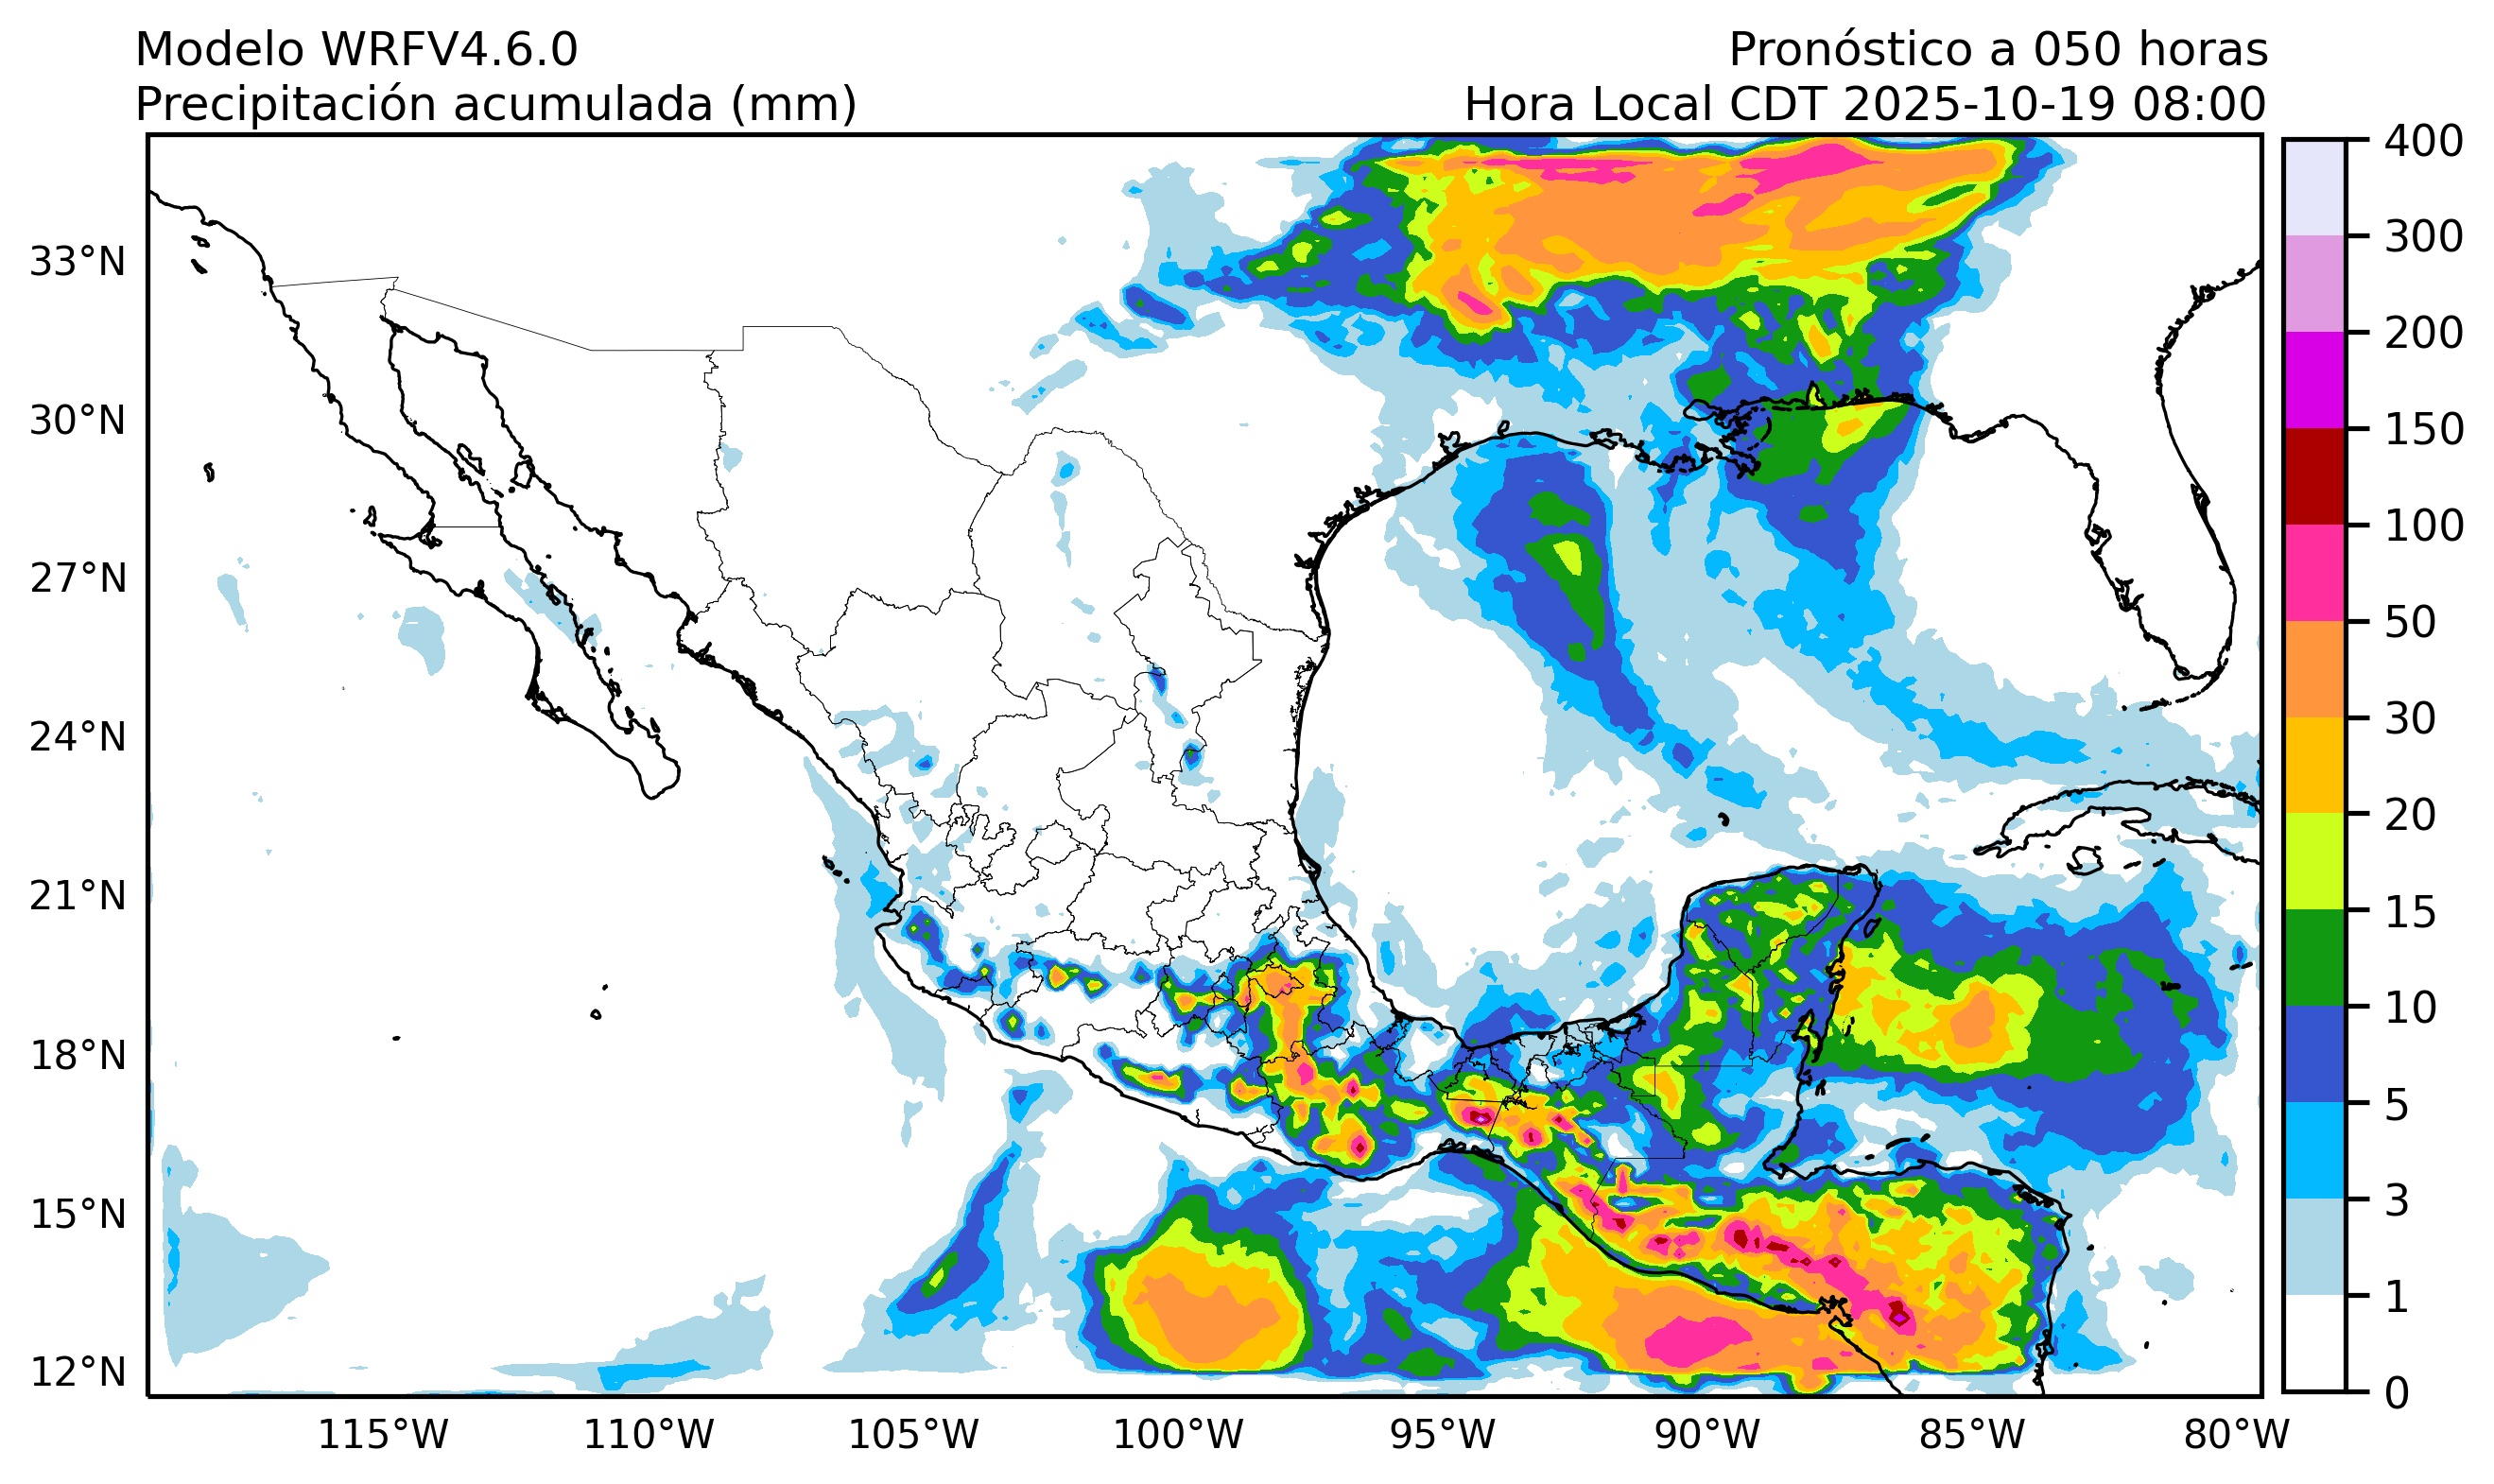 Modelo WRFV4.6.0
Pronóstico a 050 horas
Precipitación acumulada (mm)
Hora Local CDT 2025-10-19 08:00
33°N
30°N
27°N
24°N
21°N
18°N
15°N
12°N
115°W
110°W
105°W
100°W
95°W
90°W
85°W
80°W
400
300
200
150
100
50
30
20
15
10
5
3
1
0